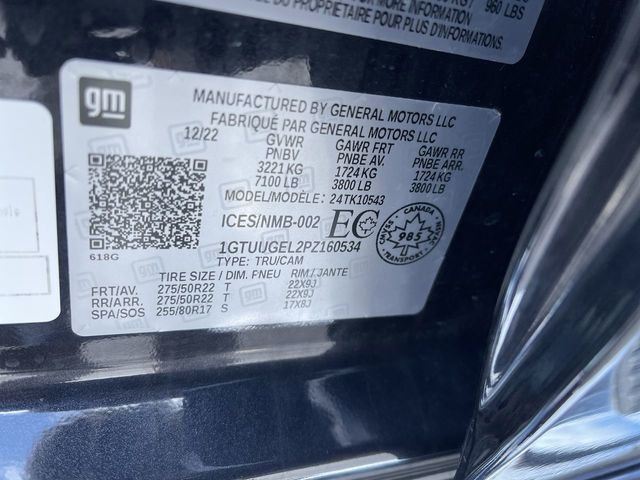 960 LBS
FOR MORE INFORMATION
DU PROPRIÉTAIRE POUR PLUS
gm
MANUFACTURED BY GENERAL MOTORS LLC
FABRIQUÉ PAR GENERAL MOTORS LLC
12/22
GVWR GAWR FRT GAWR RR
PNBV PNBE AV. PNBE ARR.
3221 KG 1724 KG 1724 KG
7100 LB 3800 LB 3800 LB
MODEL/MODÈLE: 24TK10543
ICES/NMB-002 EC
CANADA
985
TRANSPORT
618G
1GTUUGEL2PZ160534
TYPE: TRU/CAM
TIRE SIZE / DIM. PNEU RIM / JANTE
FRT/AV. 275/50R22 T 22X9J
RR/ARR. 275/50R22 T 22X9J
SPA/SOS 255/80R17 S 17X8J